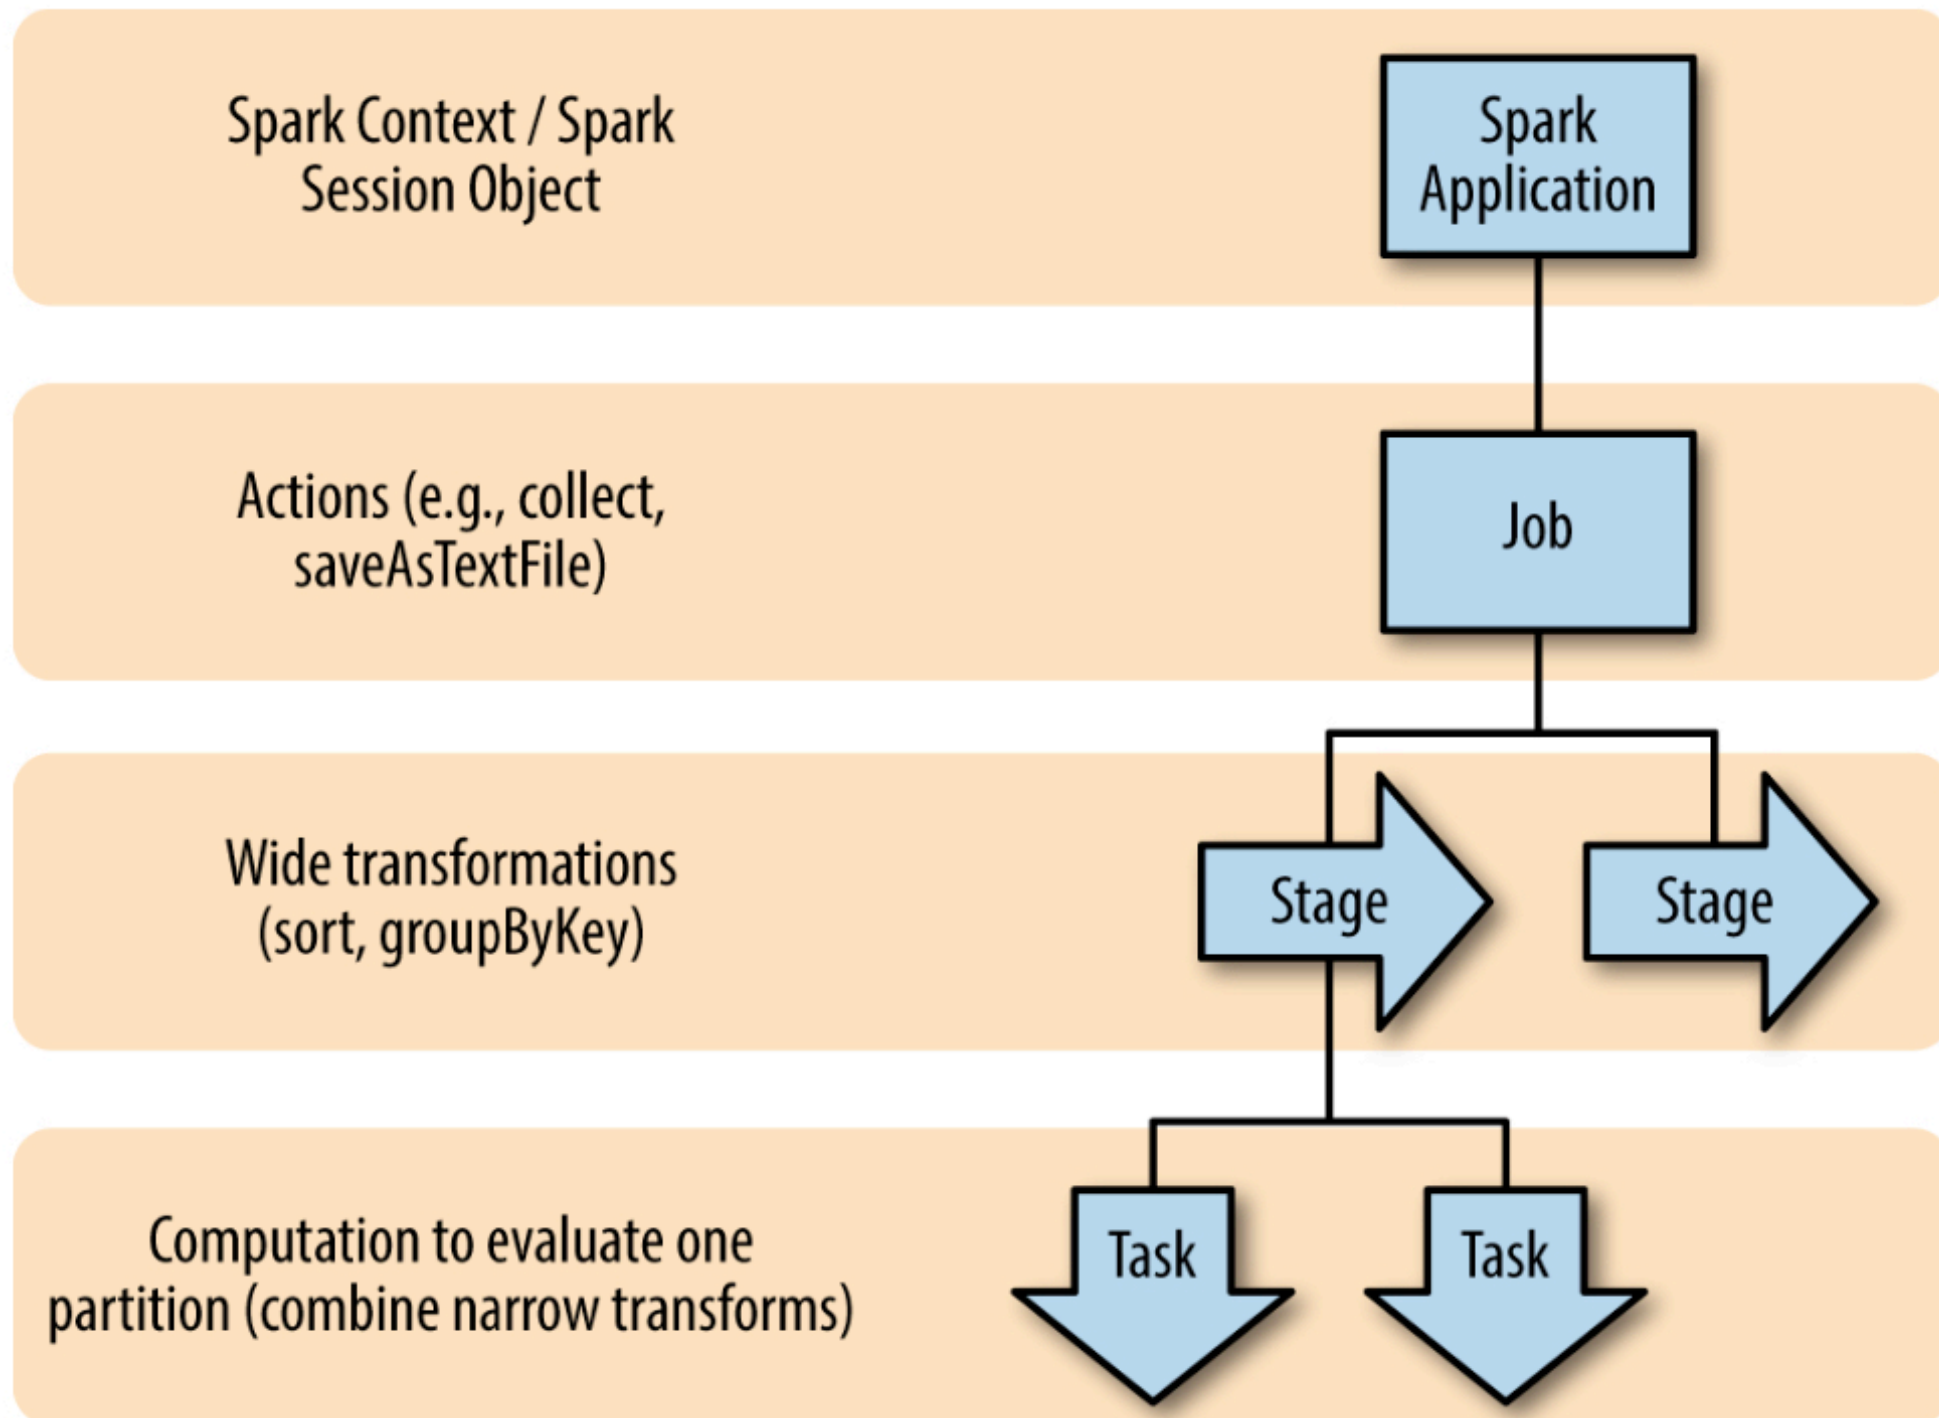 Spark Context / Spark
Session Object
Spark
Application
Actions (e.g., collect,
saveAsTextFile)
Job
Wide transformations
(sort, groupByKey)
Stage
Stage
Computation to evaluate one
partition (combine narrow transforms)
Task
Task